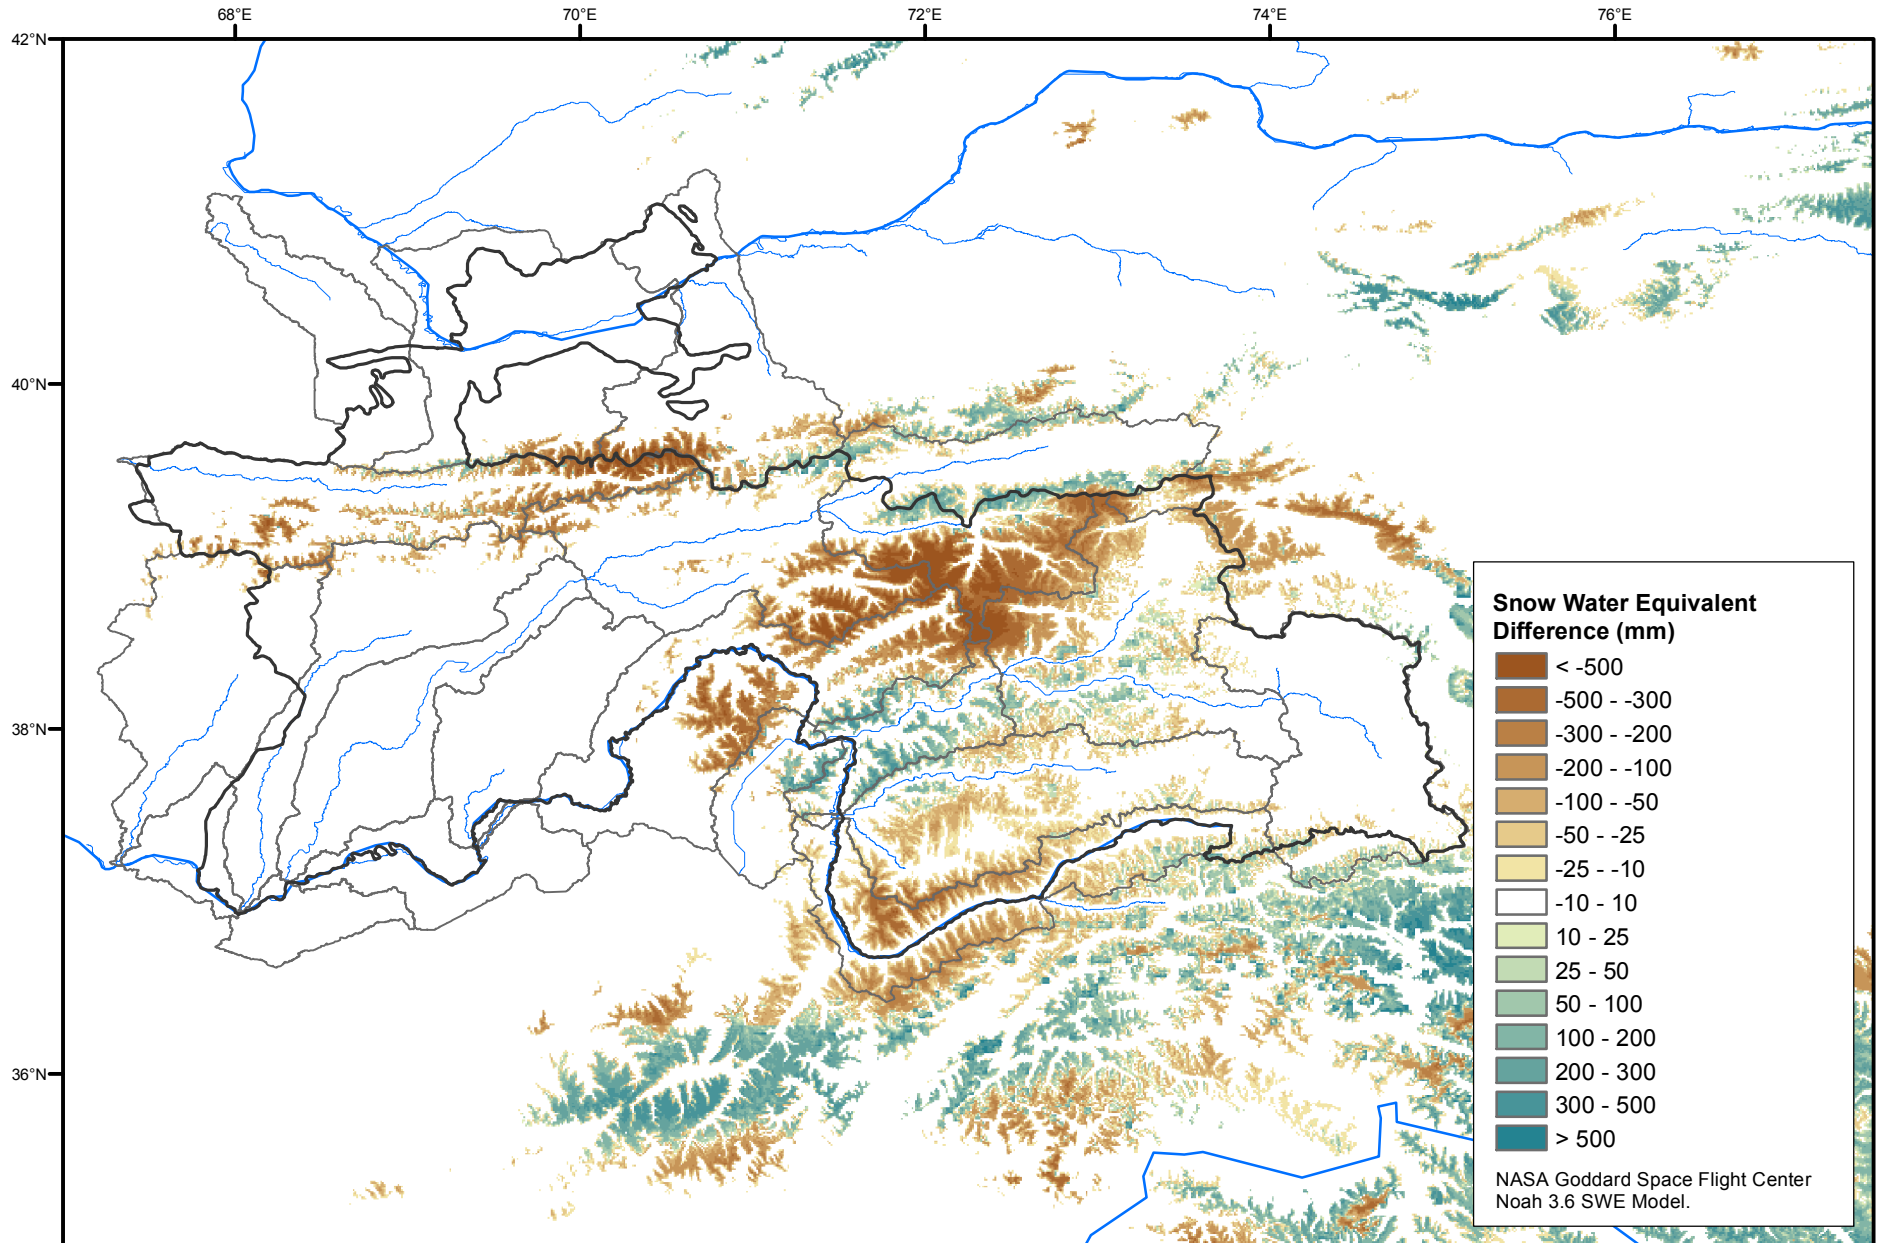 68°E
70°E
72°E
74°E
76°E
42°N
40°N
38°N
36°N
Snow Water Equivalent
Difference (mm)
< -500
-500 - -300
-300 - -200
-200 - -100
-100 - -50
-50 - -25
-25 - -10
-10 - 10
10 - 25
25 - 50
50 - 100
100 - 200
200 - 300
300 - 500
> 500
NASA Goddard Space Flight Center
Noah 3.6 SWE Model.